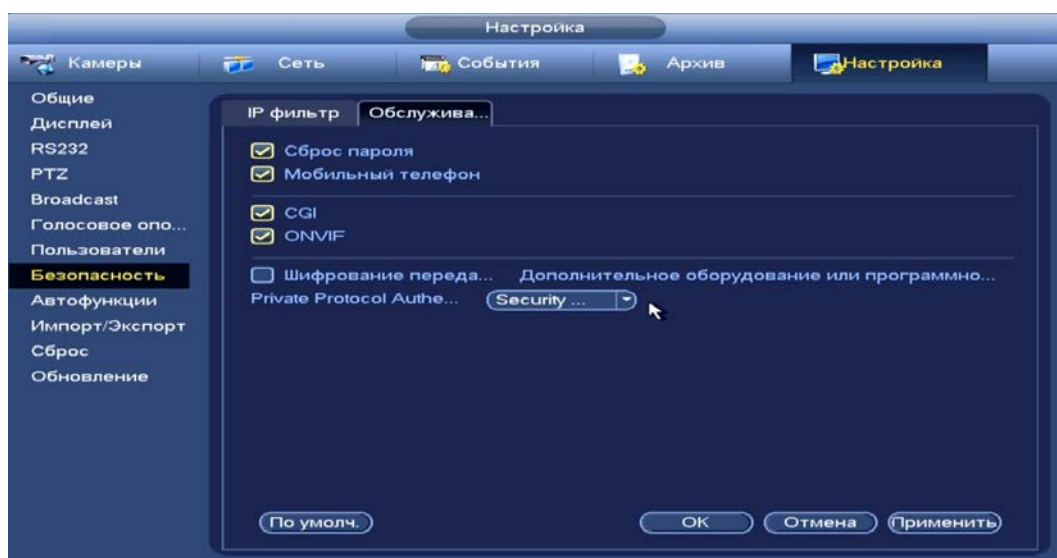 Настройка
Камеры Сеть События Архив Настройка
Общие
Дисплей
RS232
PTZ
Broadcast
Голосовое опо...
Пользователи
Безопасность
Автофункции
Импорт/Экспорт
Сброс
Обновление
IP фильтр Обслужива...
Сброс пароля
Мобильный телефон
CGI
ONVIF
Шифрование переда... Дополнительное оборудование или программно...
Private Protocol Authe... Security ...
По умолч. OK Отмена Применить